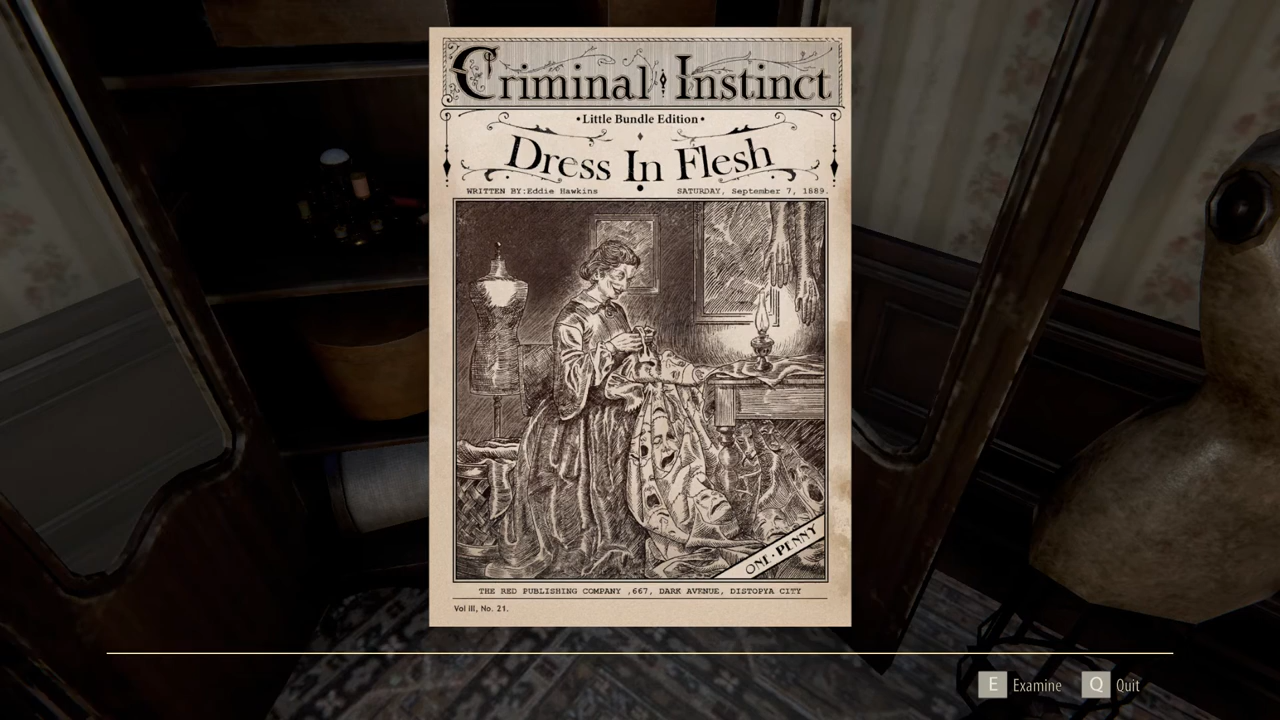 Criminal Instinct
•Little Bundle Edition•
Dress In Flesh
WRITTEN BY:Eddie Hawkins
SATURDAY, September 7, 1889.
ONE·PENNY
THE RED PUBLISHING COMPANY ,667, DARK AVENUE, DISTOPYA CITY
Vol ill, No. 21.
E Examine Q Quit